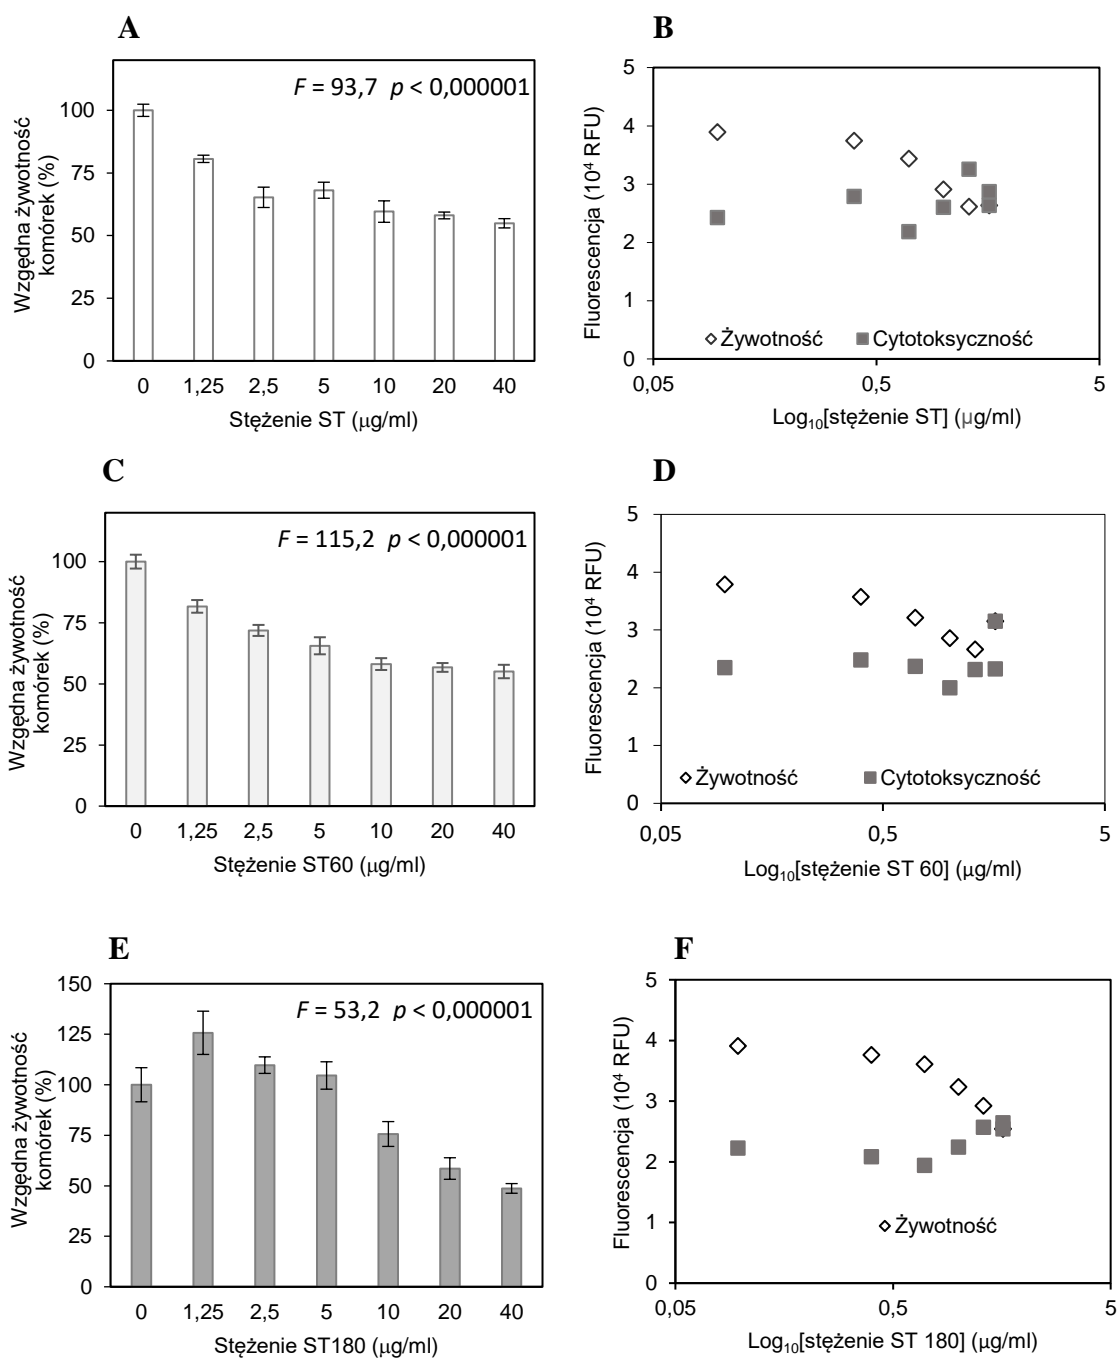 A
F = 93,7 p < 0,000001
Względna żywotność
komórek (%)
100
75
50
25
0
0 1,25 2,5 5 10 20 40
Stężenie ST (μg/ml)
B
Fluorescencja (10⁴ RFU)
5
4
3
2
1
0
Żywotność Cytotoksyczność
0,05 0,5 5
Log₁₀[stężenie ST] (μg/ml)
C
F = 115,2 p < 0,000001
Względna żywotność
komórek (%)
100
75
50
25
0
0 1,25 2,5 5 10 20 40
Stężenie ST60 (μg/ml)
D
Fluorescencja (10⁴ RFU)
5
4
3
2
1
0
Żywotność Cytotoksyczność
0,05 0,5 5
Log₁₀[stężenie ST 60] (μg/ml)
E
F = 53,2 p < 0,000001
Względna żywotność
komórek (%)
150
125
100
75
50
25
0
0 1,25 2,5 5 10 20 40
Stężenie ST180 (μg/ml)
F
Fluorescencja (10⁴ RFU)
5
4
3
2
1
0
Żywotność
0,05 0,5 5
Log₁₀[stężenie ST 180] (μg/ml)